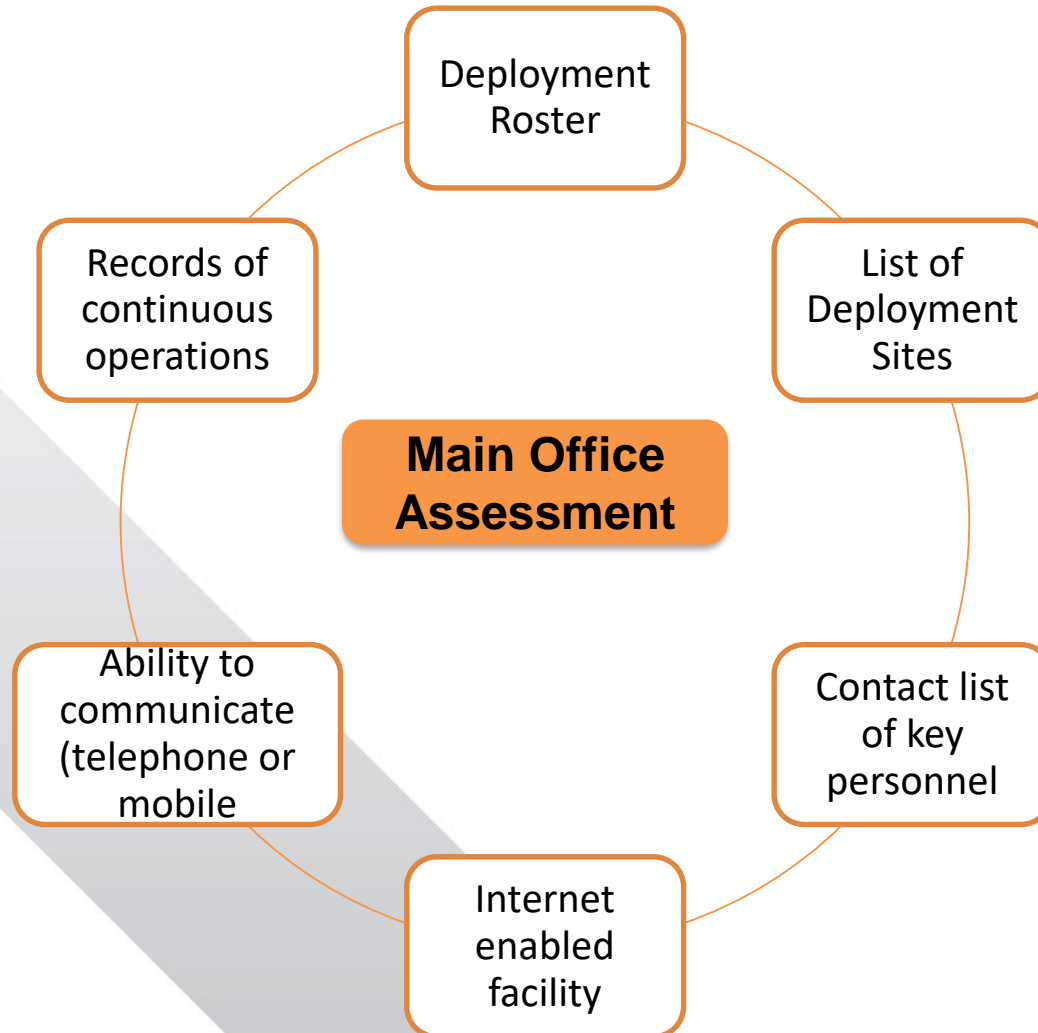 Deployment
Roster
List of
Deployment
Sites
Contact list
of key
personnel
Internet
enabled
facility
Ability to
communicate
(telephone or
mobile
Records of
continuous
operations
Main Office
Assessment